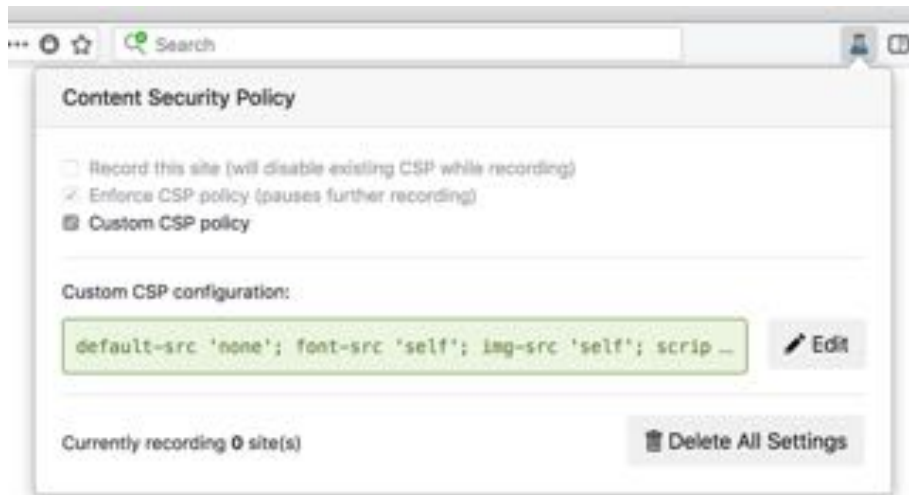 Search
Content Security Policy
Record this site (will disable existing CSP while recording)
Enforce CSP policy (pauses further recording)
Custom CSP policy
Custom CSP configuration:
default-src 'none'; font-src 'self'; img-src 'self'; scrip …
Edit
Currently recording 0 site(s)
Delete All Settings